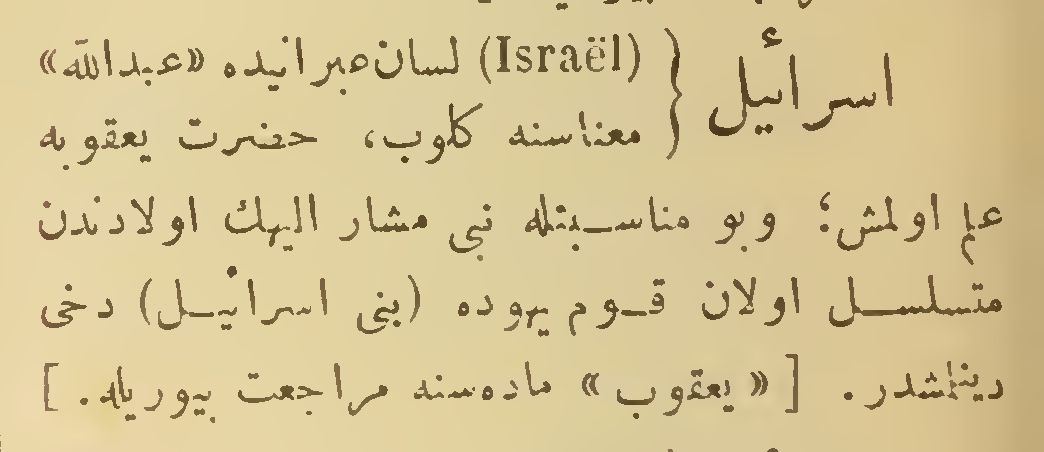 اسرائیل { (Israël) لسان عبرانیده «عبدالله»
معناسنه کلوب، حضرت یعقوبه
علم اولمش؛ وبو مناسبتله نبی مشار الیهك اولادندن
متسلسل اولان قوم یهوده (بنی اسرائیل) دخی
دینلمشدر. [«یعقوب» ماده‌سنه مراجعت بیوریله.]